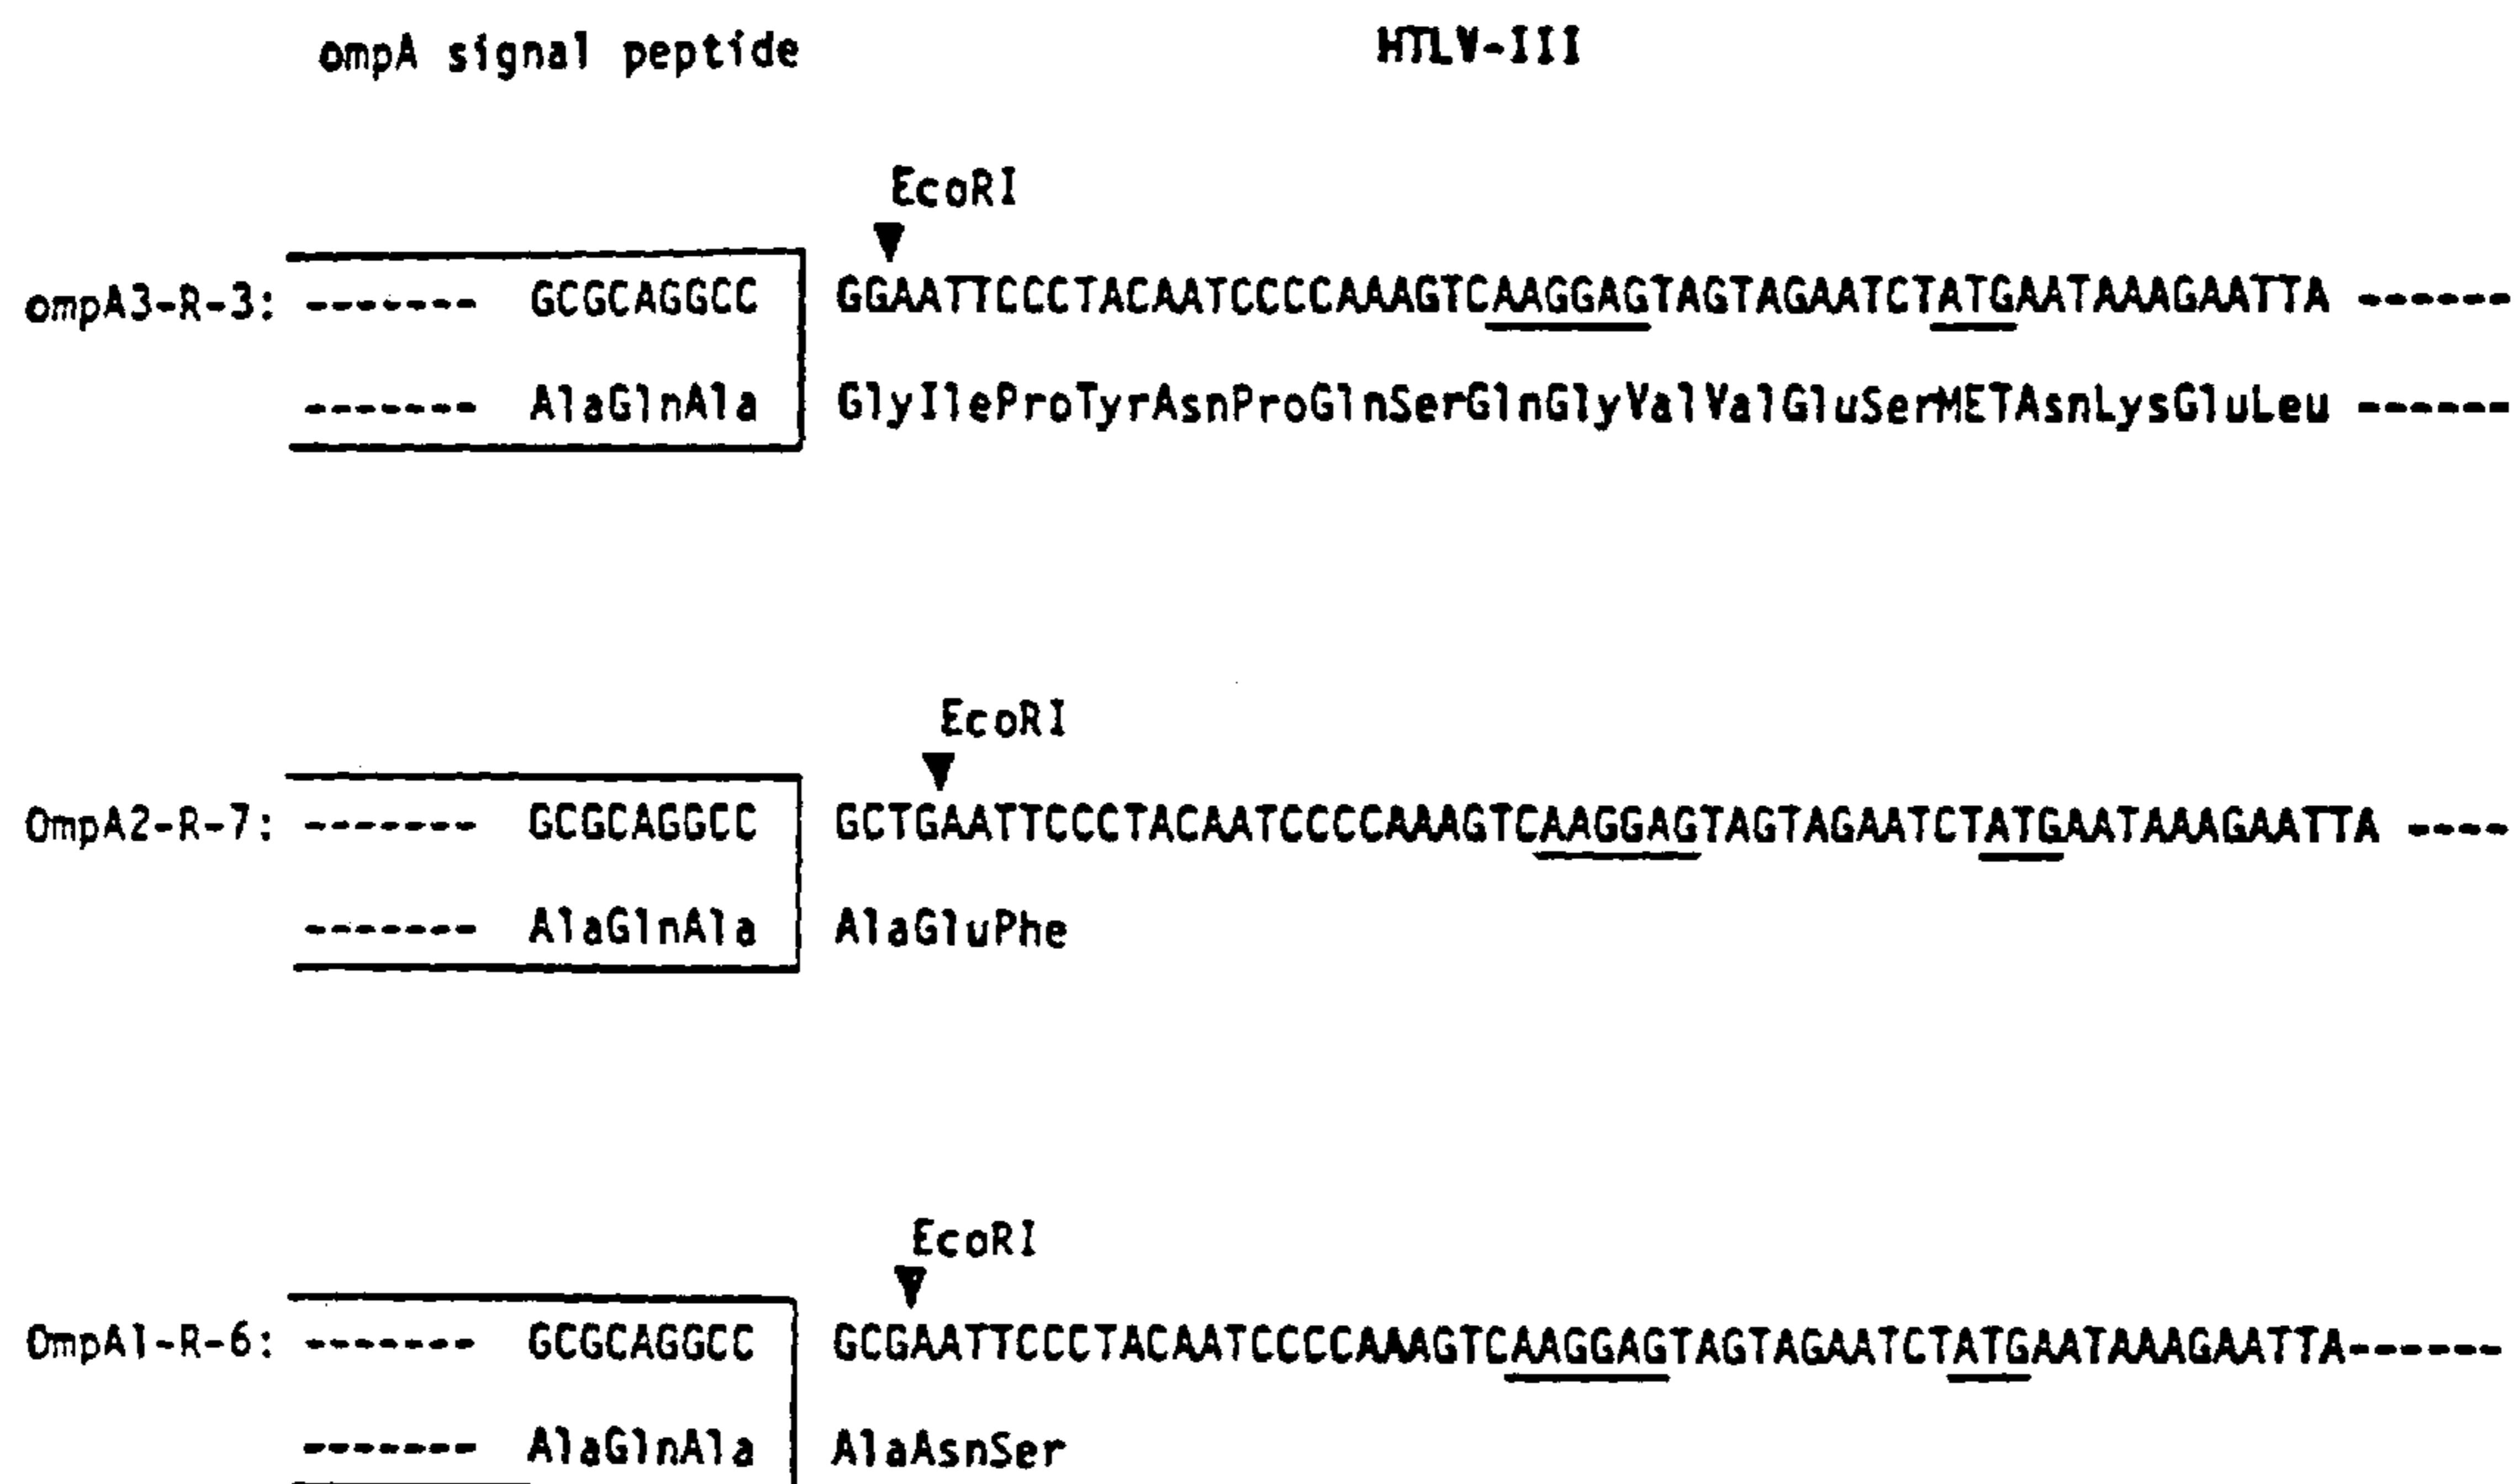 ompA signal peptide HTLV-III
EcoRI
ompA3-R-3: ------- GCGCAGGCC GGAATTCCCTACAATCCCCAAAGTCAAGGAGTAGTAGAATCTATGAATAAAGAATTA ------
------- AlaGlnAla GlyIleProTyrAsnProGlnSerGlnGlyValValGluSerMETAsnLysGluLeu ------
EcoRI
OmpA2-R-7: ------- GCGCAGGCC GCTGAATTCCCTACAATCCCCAAAGTCAAGGAGTAGTAGAATCTATGAATAAAGAATTA ----
------- AlaGlnAla AlaGluPhe
EcoRI
OmpA1-R-6: ------- GCGCAGGCC GCGAATTCCCTACAATCCCCAAAGTCAAGGAGTAGTAGAATCTATGAATAAAGAATTA------
------- AlaGlnAla AlaAsnSer